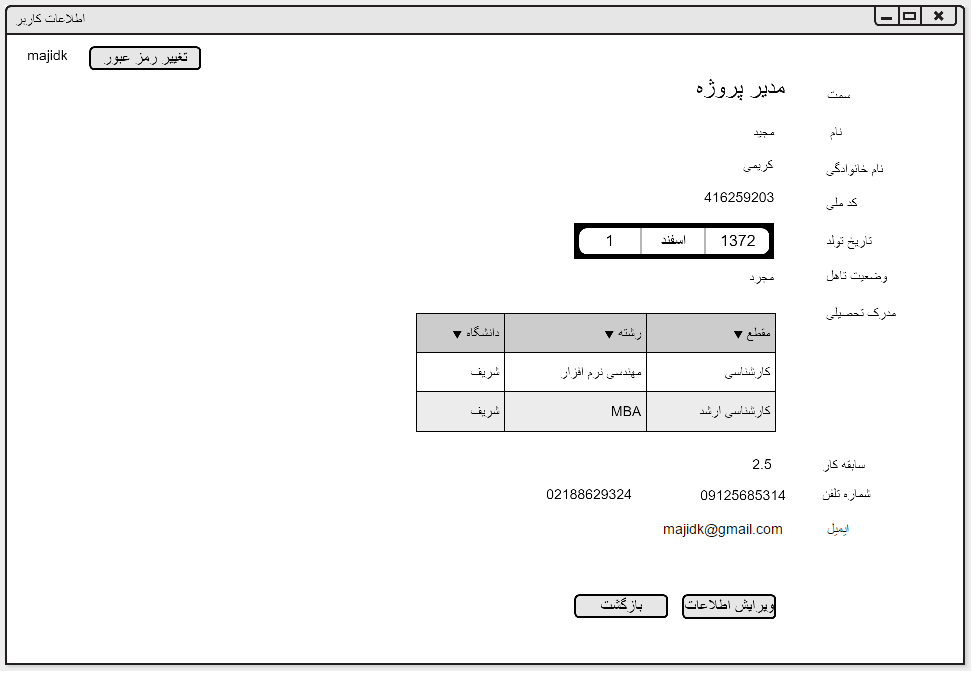 اطلاعات کاربر
majidk تغییر رمز عبور
سمت مدیر پروژه
نام مجید
نام خانوادگی کریمی
کد ملی 416259203
تاریخ تولد 1372 اسفند 1
وضعیت تاهل مجرد
مدرک تحصیلی
مقطع ▼ رشته ▼ دانشگاه ▼
کارشناسی مهندسی نرم افزار شریف
کارشناسی ارشد MBA شریف
سابقه کار 2.5
شماره تلفن 09125685314 02188629324
ایمیل majidk@gmail.com
ویرایش اطلاعات بازگشت